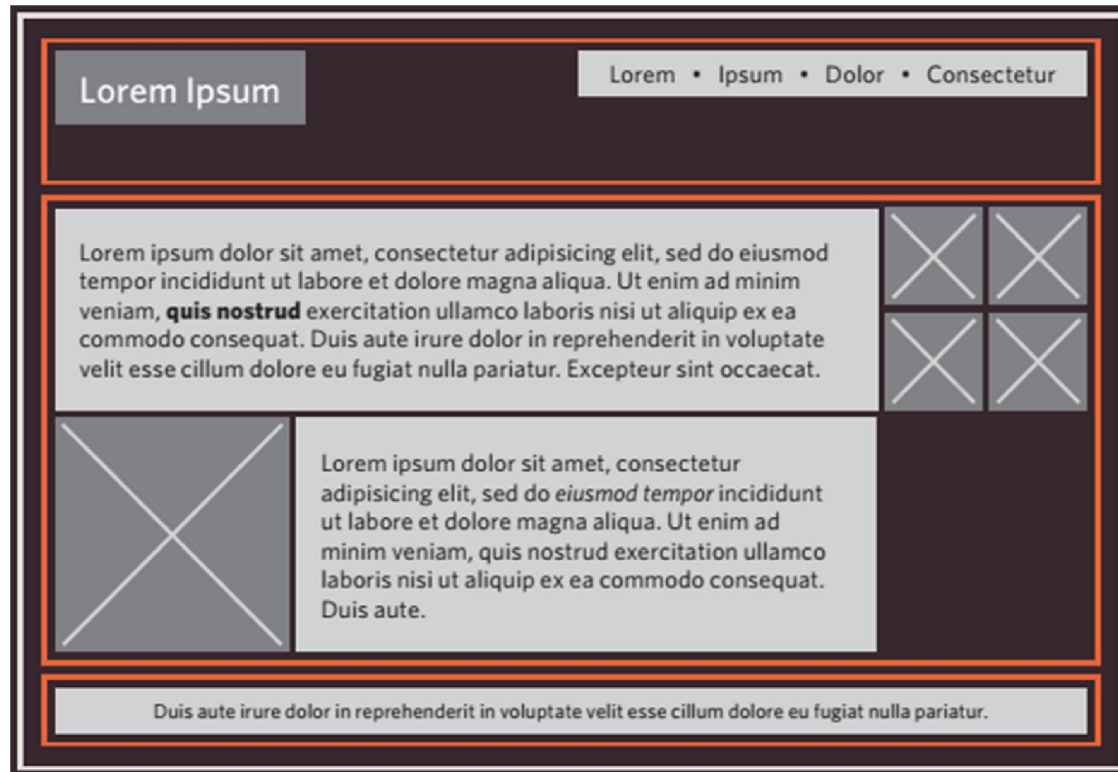 Lorem Ipsum
Lorem • Ipsum • Dolor • Consectetur
Lorem ipsum dolor sit amet, consectetur adipisicing elit, sed do eiusmod
tempor incididunt ut labore et dolore magna aliqua. Ut enim ad minim
veniam, quis nostrud exercitation ullamco laboris nisi ut aliquip ex ea
commodo consequat. Duis aute irure dolor in reprehenderit in voluptate
velit esse cillum dolore eu fugiat nulla pariatur. Excepteur sint occaecat.
Lorem ipsum dolor sit amet, consectetur
adipisicing elit, sed do eiusmod tempor incididunt
ut labore et dolore magna aliqua. Ut enim ad
minim veniam, quis nostrud exercitation ullamco
laboris nisi ut aliquip ex ea commodo consequat.
Duis aute.
Duis aute irure dolor in reprehenderit in voluptate velit esse cillum dolore eu fugiat nulla pariatur.